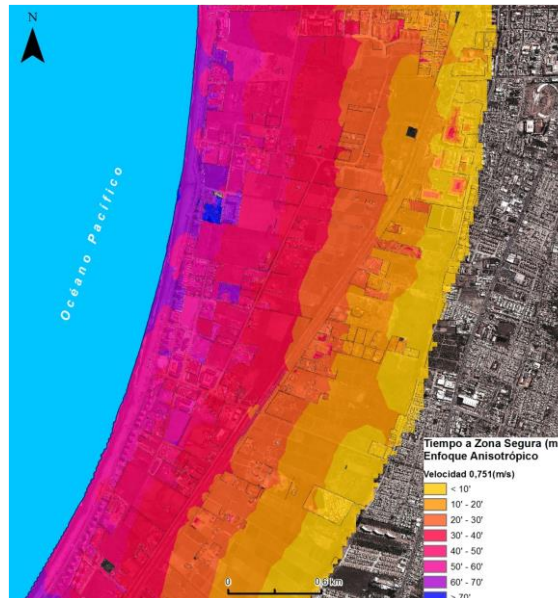 N
Océano Pacífico
Tiempo a Zona Segura (m
Enfoque Anisotrópico
Velocidad 0,751(m/s)
< 10'
10' - 20'
20' - 30'
30' - 40'
40' - 50'
50' - 60'
60' - 70'
> 70'
0 0,6 km